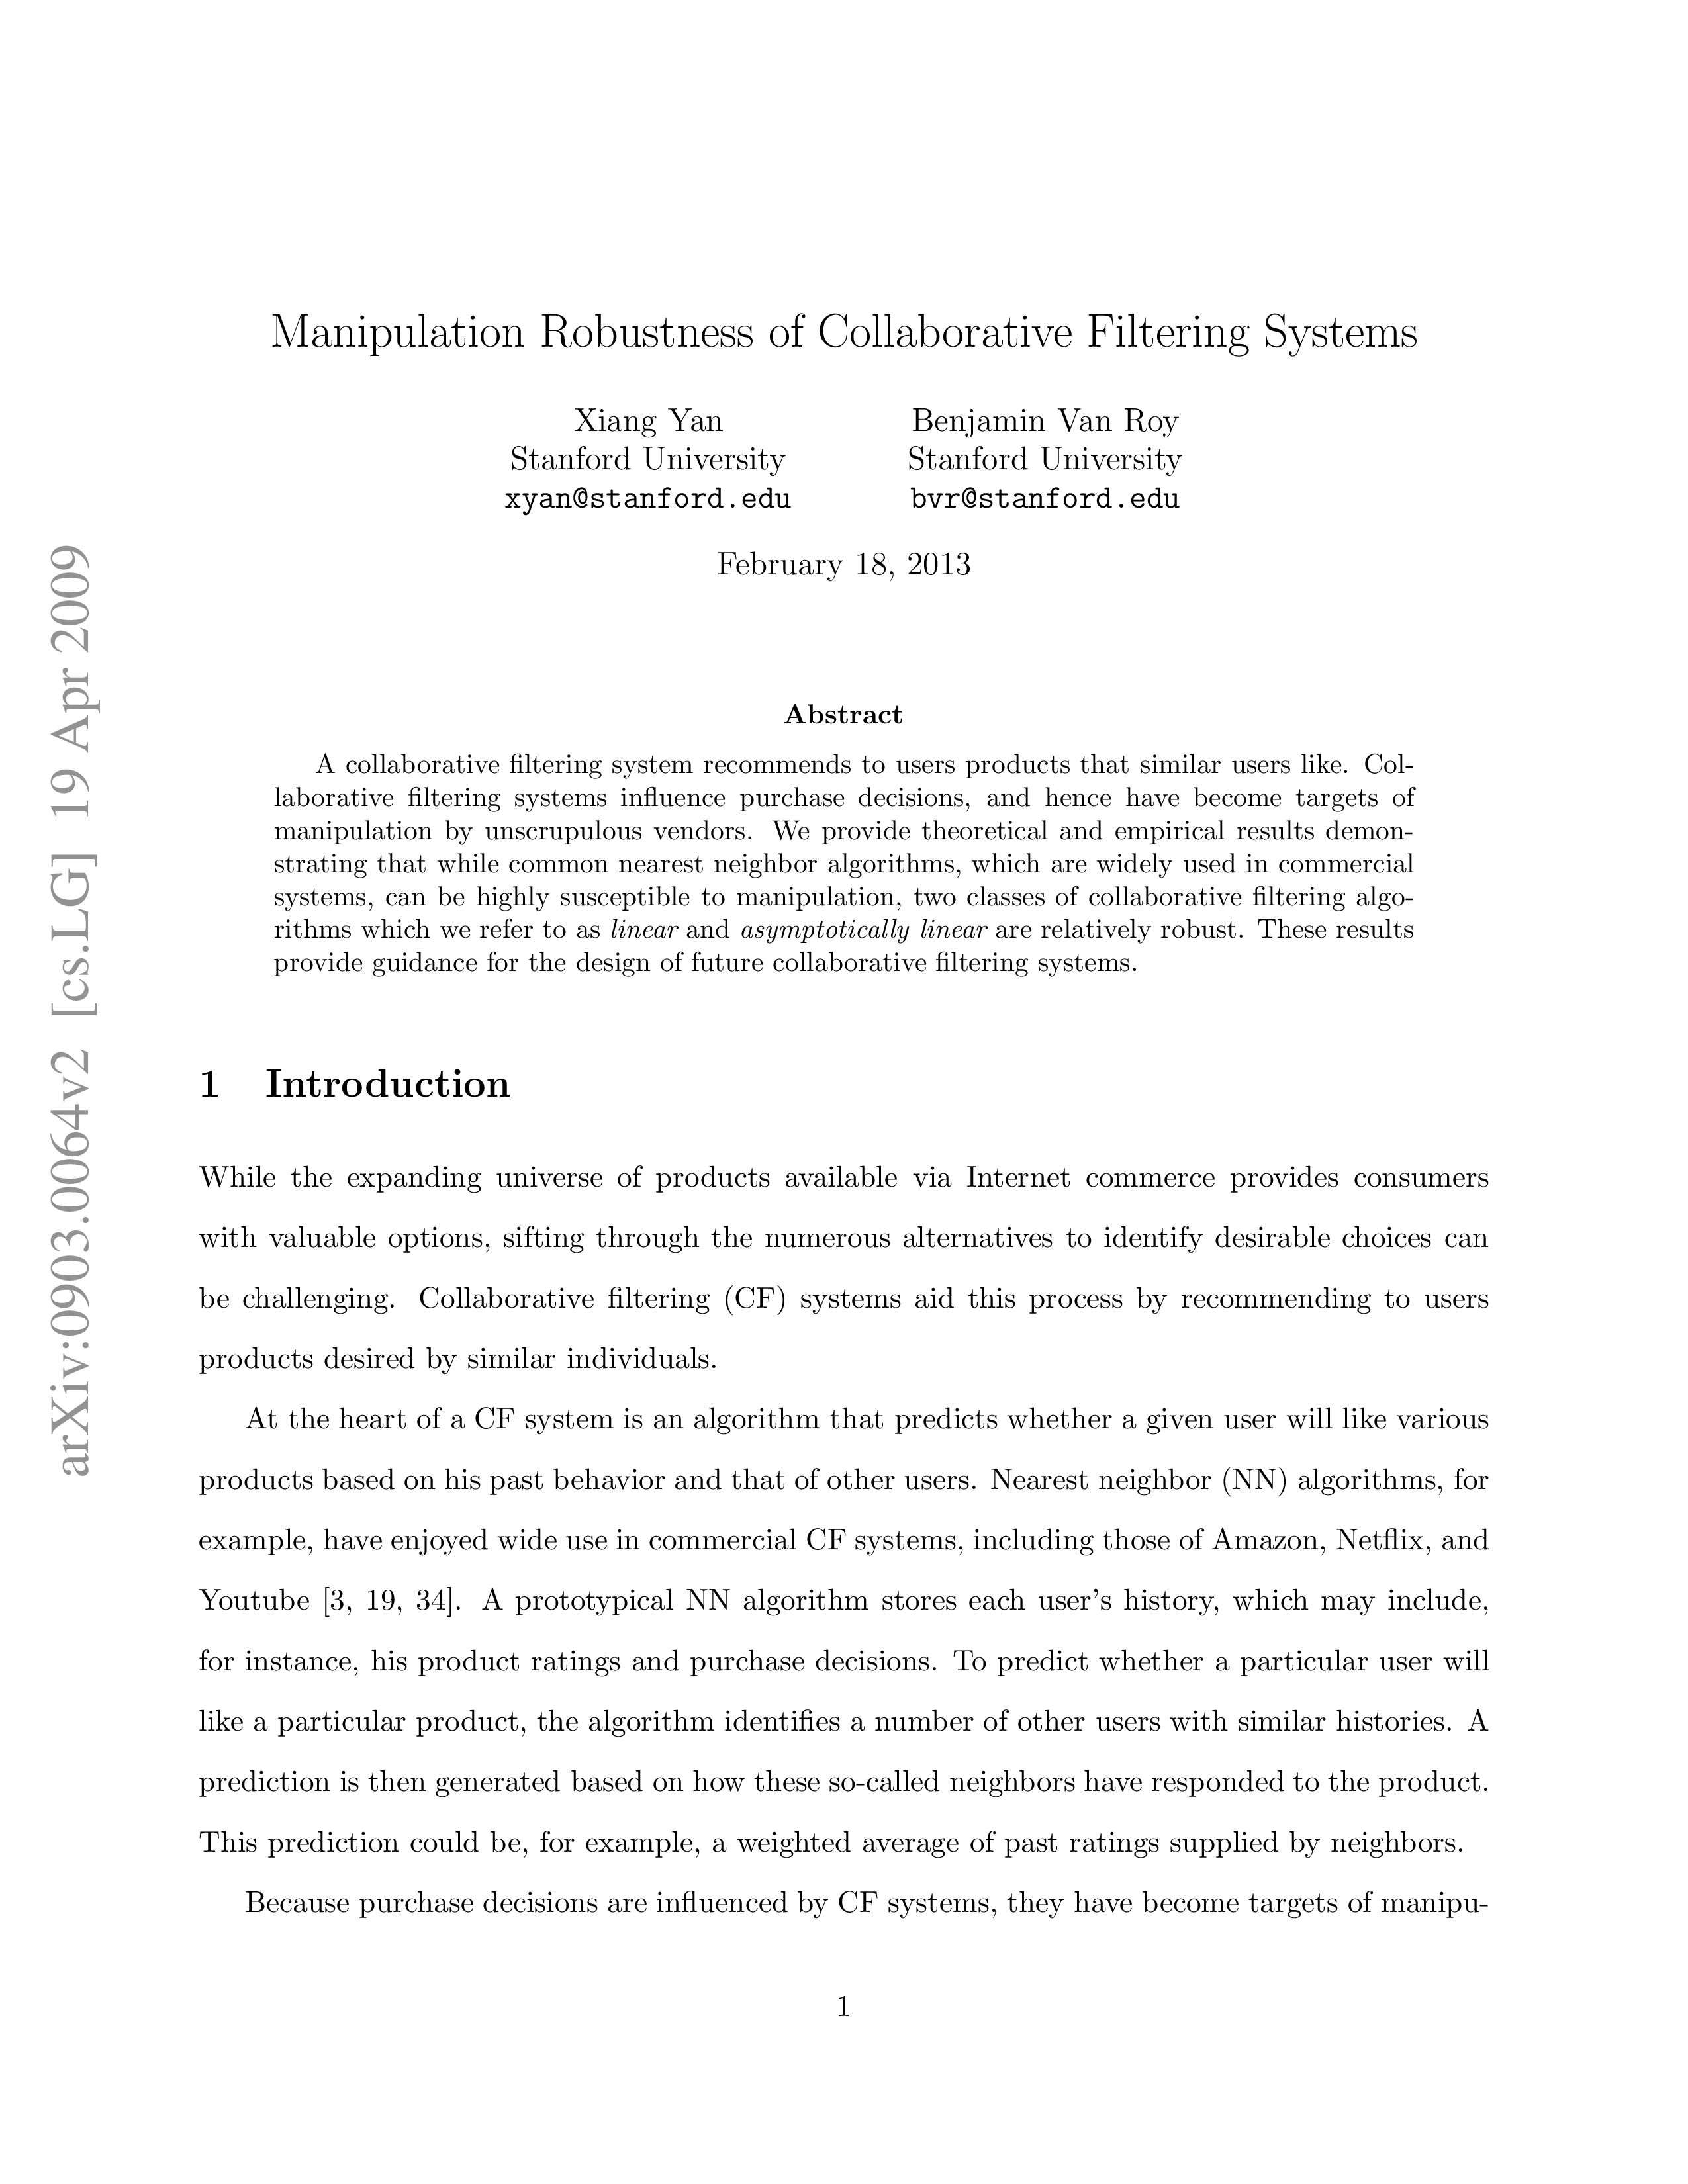 Manipulation Robustness of Collaborative Filtering Systems
Xiang Yan
Stanford University
xyan@stanford.edu
Benjamin Van Roy
Stanford University
bvr@stanford.edu
February 18, 2013
arXiv:0903.0064v2 [cs.LG] 19 Apr 2009
Abstract
A collaborative filtering system recommends to users products that similar users like. Col-
laborative filtering systems influence purchase decisions, and hence have become targets of
manipulation by unscrupulous vendors. We provide theoretical and empirical results demon-
strating that while common nearest neighbor algorithms, which are widely used in commercial
systems, can be highly susceptible to manipulation, two classes of collaborative filtering algo-
rithms which we refer to as linear and asymptotically linear are relatively robust. These results
provide guidance for the design of future collaborative filtering systems.
1 Introduction
While the expanding universe of products available via Internet commerce provides consumers
with valuable options, sifting through the numerous alternatives to identify desirable choices can
be challenging. Collaborative filtering (CF) systems aid this process by recommending to users
products desired by similar individuals.
At the heart of a CF system is an algorithm that predicts whether a given user will like various
products based on his past behavior and that of other users. Nearest neighbor (NN) algorithms, for
example, have enjoyed wide use in commercial CF systems, including those of Amazon, Netflix, and
Youtube [3, 19, 34]. A prototypical NN algorithm stores each user's history, which may include,
for instance, his product ratings and purchase decisions. To predict whether a particular user will
like a particular product, the algorithm identifies a number of other users with similar histories. A
prediction is then generated based on how these so-called neighbors have responded to the product.
This prediction could be, for example, a weighted average of past ratings supplied by neighbors.
Because purchase decisions are influenced by CF systems, they have become targets of manipu-
1